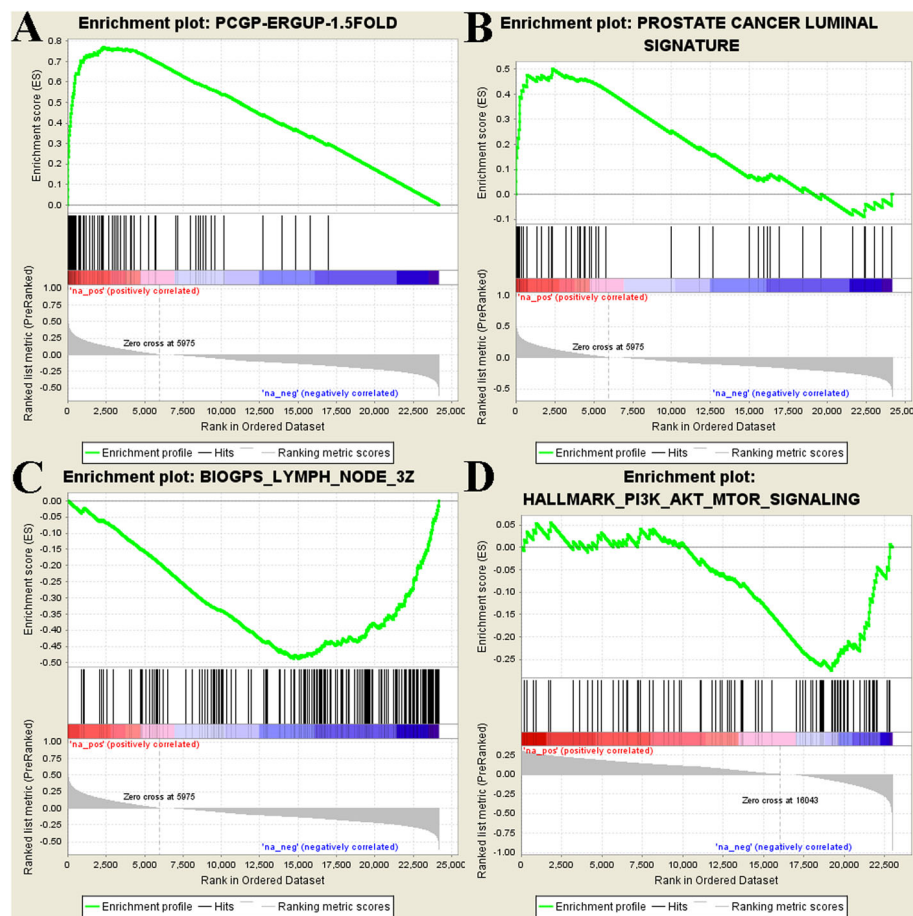 A
Enrichment plot: PCGP-ERGUP-1.5FOLD
Enrichment score (ES)
0.8
0.7
0.6
0.5
0.4
0.3
0.2
0.1
0.0
'na_pos' (positively correlated)
Ranked list metric (PreRanked)
1.00
0.75
0.50
0.25
0.00
-0.25
-0.50
Zero cross at 5975
'na_neg' (negatively correlated)
0 2,500 5,000 7,500 10,000 12,500 15,000 17,500 20,000 22,500 25,000
Rank in Ordered Dataset
Enrichment profile Hits Ranking metric scores
B
Enrichment plot: PROSTATE CANCER LUMINAL
SIGNATURE
Enrichment score (ES)
0.5
0.4
0.3
0.2
0.1
0.0
-0.1
'na_pos' (positively correlated)
Ranked list metric (PreRanked)
1.0
0.5
0.0
-0.5
Zero cross at 5975
'na_neg' (negatively correlated)
0 2,500 5,000 7,500 10,000 12,500 15,000 17,500 20,000 22,500 25,000
Rank in Ordered Dataset
Enrichment profile Hits Ranking metric scores
C
Enrichment plot: BIOGPS_LYMPH_NODE_3Z
Enrichment score (ES)
0.00
-0.05
-0.10
-0.15
-0.20
-0.25
-0.30
-0.35
-0.40
-0.45
-0.50
'na_pos' (positively correlated)
Ranked list metric (PreRanked)
1.0
0.5
0.0
-0.5
Zero cross at 5975
'na_neg' (negatively correlated)
0 2,500 5,000 7,500 10,000 12,500 15,000 17,500 20,000 22,500 25,000
Rank in Ordered Dataset
Enrichment profile Hits Ranking metric scores
D
Enrichment plot:
HALLMARK_PI3K_AKT_MTOR_SIGNALING
Enrichment score (ES)
0.05
0.00
-0.05
-0.10
-0.15
-0.20
-0.25
'na_pos' (positively correlated)
Ranked list metric (PreRanked)
0.25
0.00
-0.25
-0.50
-0.75
-1.00
Zero cross at 16043
'na_neg' (negatively correlated)
0 2,500 5,000 7,500 10,000 12,500 15,000 17,500 20,000 22,500
Rank in Ordered Dataset
Enrichment profile Hits Ranking metric scores